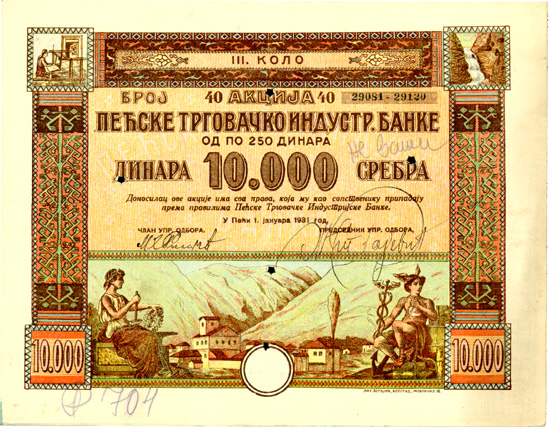 III. КОЛО
БРОЈ 40 АКЦИЈА 40 29081 - 29120
ПЕЋСКЕ ТРГОВАЧКО ИНДУСТР. БАНКЕ
ОД ПО 250 ДИНАРА
ДИНАРА 10.000 СРЕБРА
Доносилац ове акције има сва права, која му као сопственику припадају
према правилима Пећске Трговачке Индустријске Банке.
У Пећи 1. јануара 1931 год.
ЧЛАН УПР. ОДБОРА, ПРЕДСЕДНИК УПР. ОДБОРА,
10.000 10.000
704